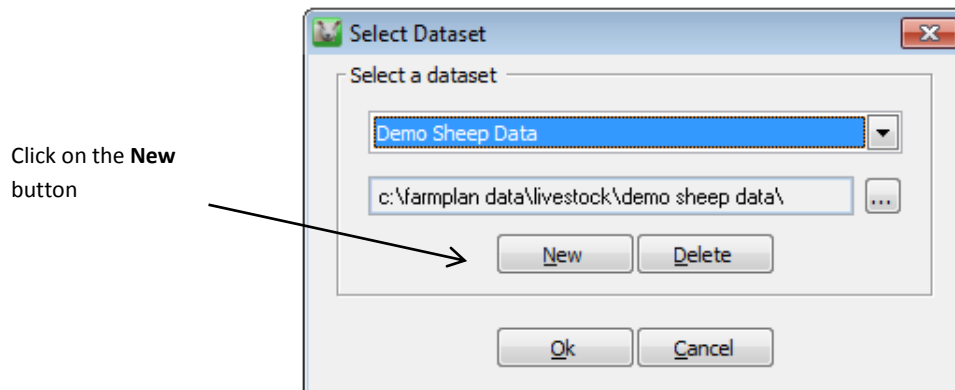 Select Dataset
Select a dataset
Demo Sheep Data
Click on the New
button
c:\farmplan data\livestock\demo sheep data\
...
New Delete
Ok Cancel